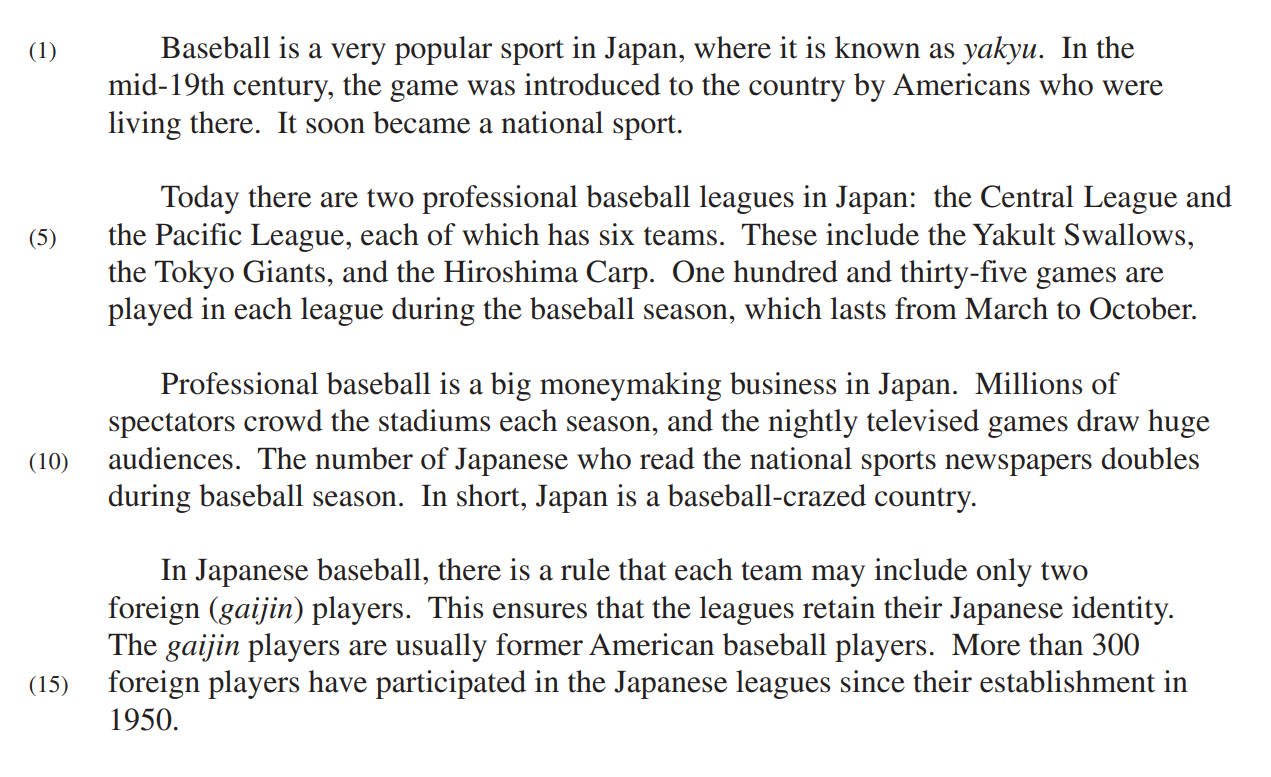 (1) Baseball is a very popular sport in Japan, where it is known as yakyu. In the
mid-19th century, the game was introduced to the country by Americans who were
living there. It soon became a national sport.
Today there are two professional baseball leagues in Japan: the Central League and
(5) the Pacific League, each of which has six teams. These include the Yakult Swallows,
the Tokyo Giants, and the Hiroshima Carp. One hundred and thirty-five games are
played in each league during the baseball season, which lasts from March to October.
Professional baseball is a big moneymaking business in Japan. Millions of
spectators crowd the stadiums each season, and the nightly televised games draw huge
(10) audiences. The number of Japanese who read the national sports newspapers doubles
during baseball season. In short, Japan is a baseball-crazed country.
In Japanese baseball, there is a rule that each team may include only two
foreign (gaijin) players. This ensures that the leagues retain their Japanese identity.
The gaijin players are usually former American baseball players. More than 300
(15) foreign players have participated in the Japanese leagues since their establishment in
1950.